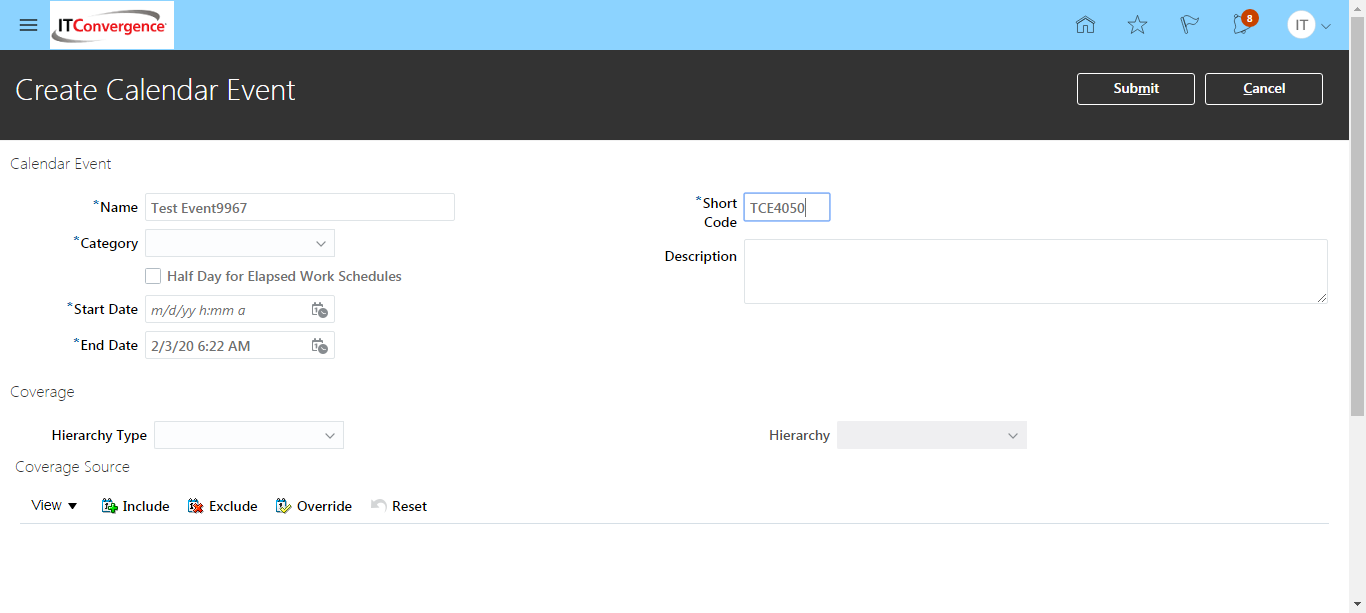 ITConvergence
8
IT
Create Calendar Event
Submit
Cancel
Calendar Event
*Name
Test Event9967
*Short Code
TCE4050
*Category
Description
Half Day for Elapsed Work Schedules
*Start Date
m/d/yy h:mm a
*End Date
2/3/20 6:22 AM
Coverage
Hierarchy Type
Hierarchy
Coverage Source
View
Include
Exclude
Override
Reset